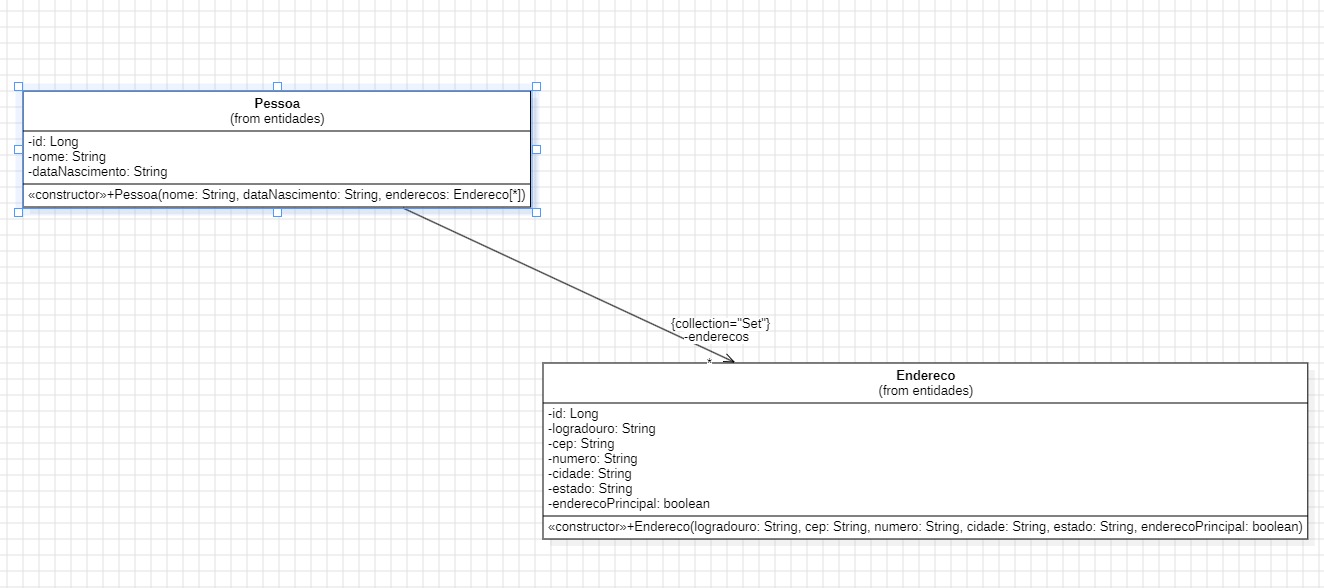 Pessoa
(from entidades)
-id: Long
-nome: String
-dataNascimento: String
«constructor»+Pessoa(nome: String, dataNascimento: String, enderecos: Endereco[*])
{collection="Set"}
-enderecos
*
Endereco
(from entidades)
-id: Long
-logradouro: String
-cep: String
-numero: String
-cidade: String
-estado: String
-enderecoPrincipal: boolean
«constructor»+Endereco(logradouro: String, cep: String, numero: String, cidade: String, estado: String, enderecoPrincipal: boolean)